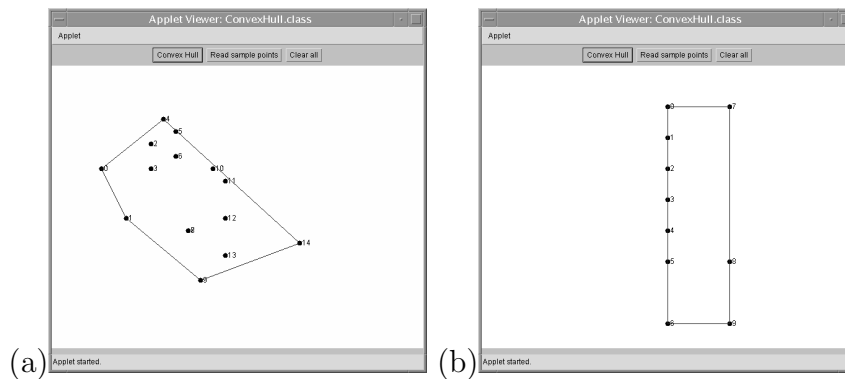 Applet Viewer: ConvexHull.class
Applet
Convex Hull Read sample points Clear all
4
5
2
6
0 3 10
11
1 12
8
14
13
9
Applet started.
(a)
Applet Viewer: ConvexHull.class
Applet
Convex Hull Read sample points Clear all
0 7
1
2
3
4
5 8
6 9
Applet started.
(b)